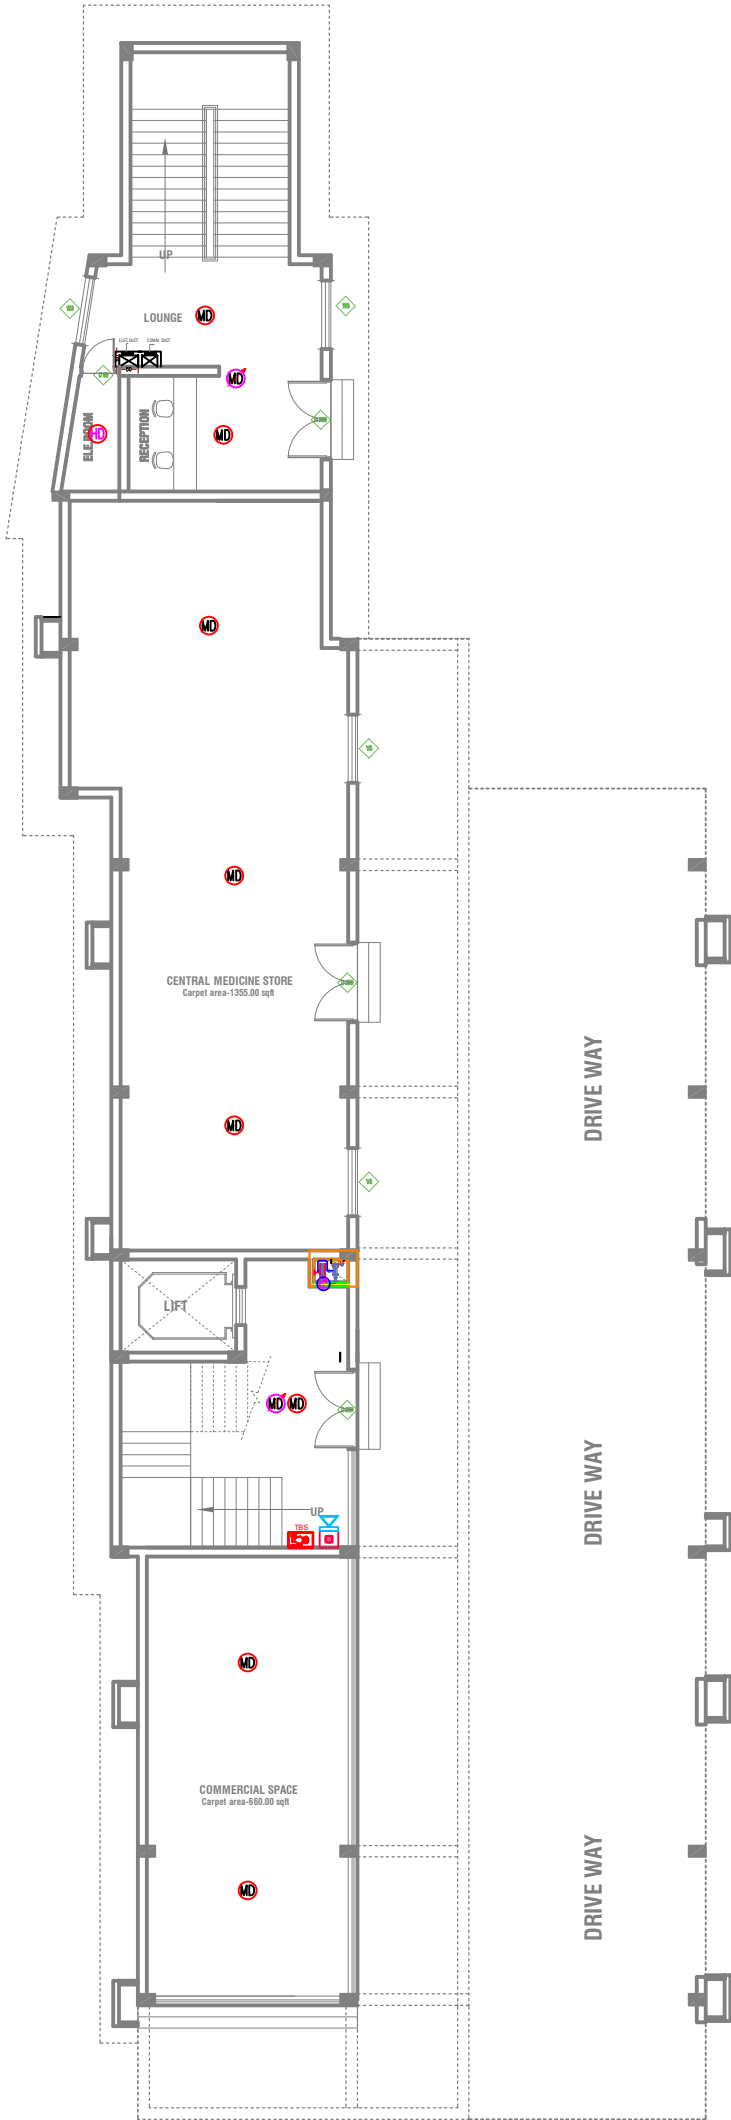 UP
LOUNGE
MD
ELEC DUCT
COMM. DUCT
MD
ELE.ROOM
HD
RECEPTION
MD
MD
MD
CENTRAL MEDICINE STORE
Carpet area-1355.00 sqft
DRIVE WAY
MD
LIFT
MD
MD
DRIVE WAY
UP
TBS
MD
COMMERCIAL SPACE
Carpet area-660.00 sqft
DRIVE WAY
MD